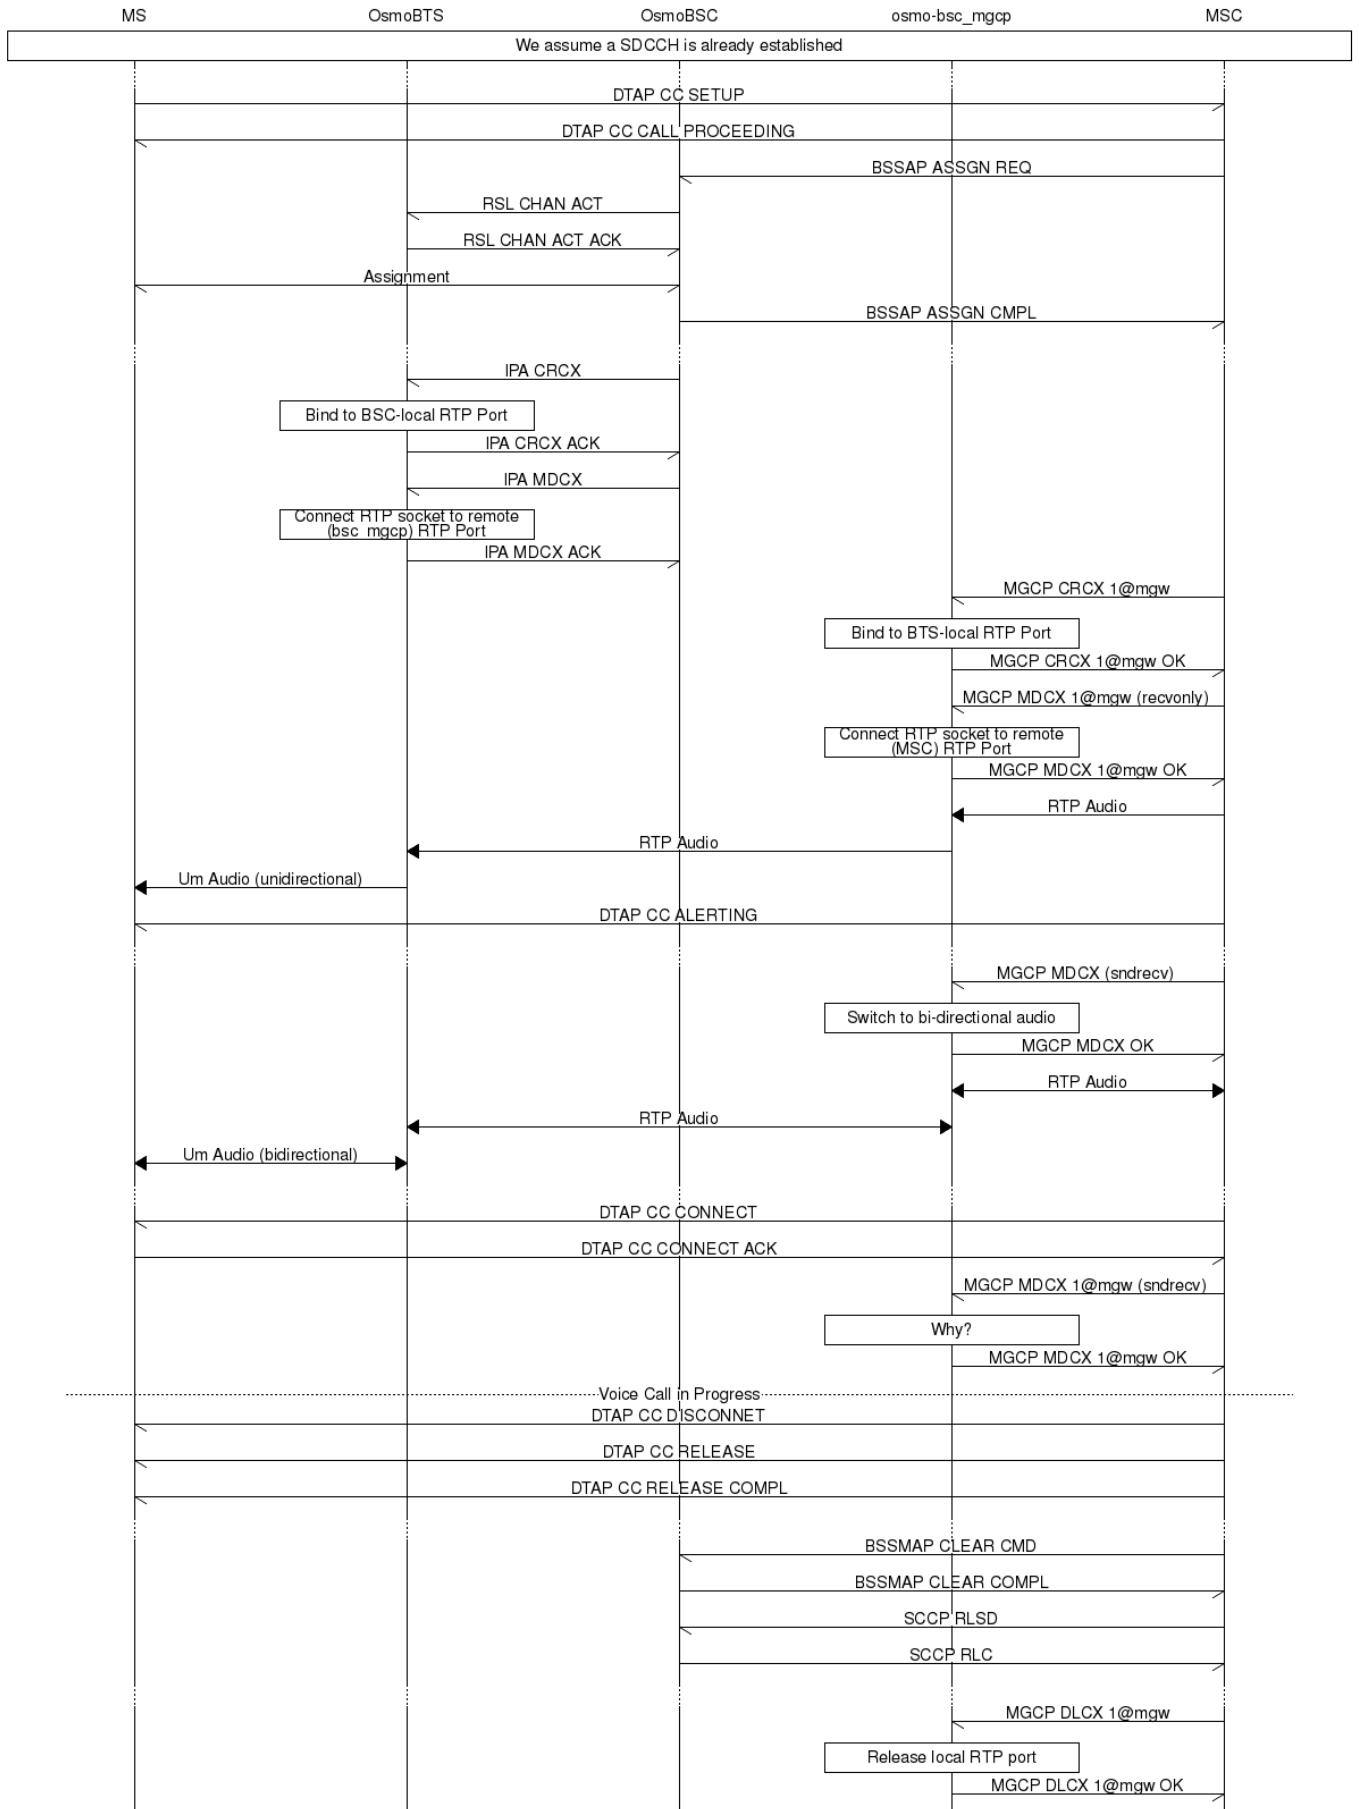 MS OsmoBTS OsmoBSC osmo-bsc_mgcp MSC
We assume a SDCCH is already established
DTAP CC SETUP
DTAP CC CALL PROCEEDING
BSSAP ASSGN REQ
RSL CHAN ACT
RSL CHAN ACT ACK
Assignment
BSSAP ASSGN CMPL
IPA CRCX
Bind to BSC-local RTP Port
IPA CRCX ACK
IPA MDCX
Connect RTP socket to remote
(bsc_mgcp) RTP Port
IPA MDCX ACK
MGCP CRCX 1@mgw
Bind to BTS-local RTP Port
MGCP CRCX 1@mgw OK
MGCP MDCX 1@mgw (recvonly)
Connect RTP socket to remote
(MSC) RTP Port
MGCP MDCX 1@mgw OK
RTP Audio
RTP Audio
Um Audio (unidirectional)
DTAP CC ALERTING
MGCP MDCX (sndrecv)
Switch to bi-directional audio
MGCP MDCX OK
RTP Audio
RTP Audio
Um Audio (bidirectional)
DTAP CC CONNECT
DTAP CC CONNECT ACK
MGCP MDCX 1@mgw (sndrecv)
Why?
MGCP MDCX 1@mgw OK
Voice Call in Progress
DTAP CC DISCONNET
DTAP CC RELEASE
DTAP CC RELEASE COMPL
BSSMAP CLEAR CMD
BSSMAP CLEAR COMPL
SCCP RLSD
SCCP RLC
MGCP DLCX 1@mgw
Release local RTP port
MGCP DLCX 1@mgw OK